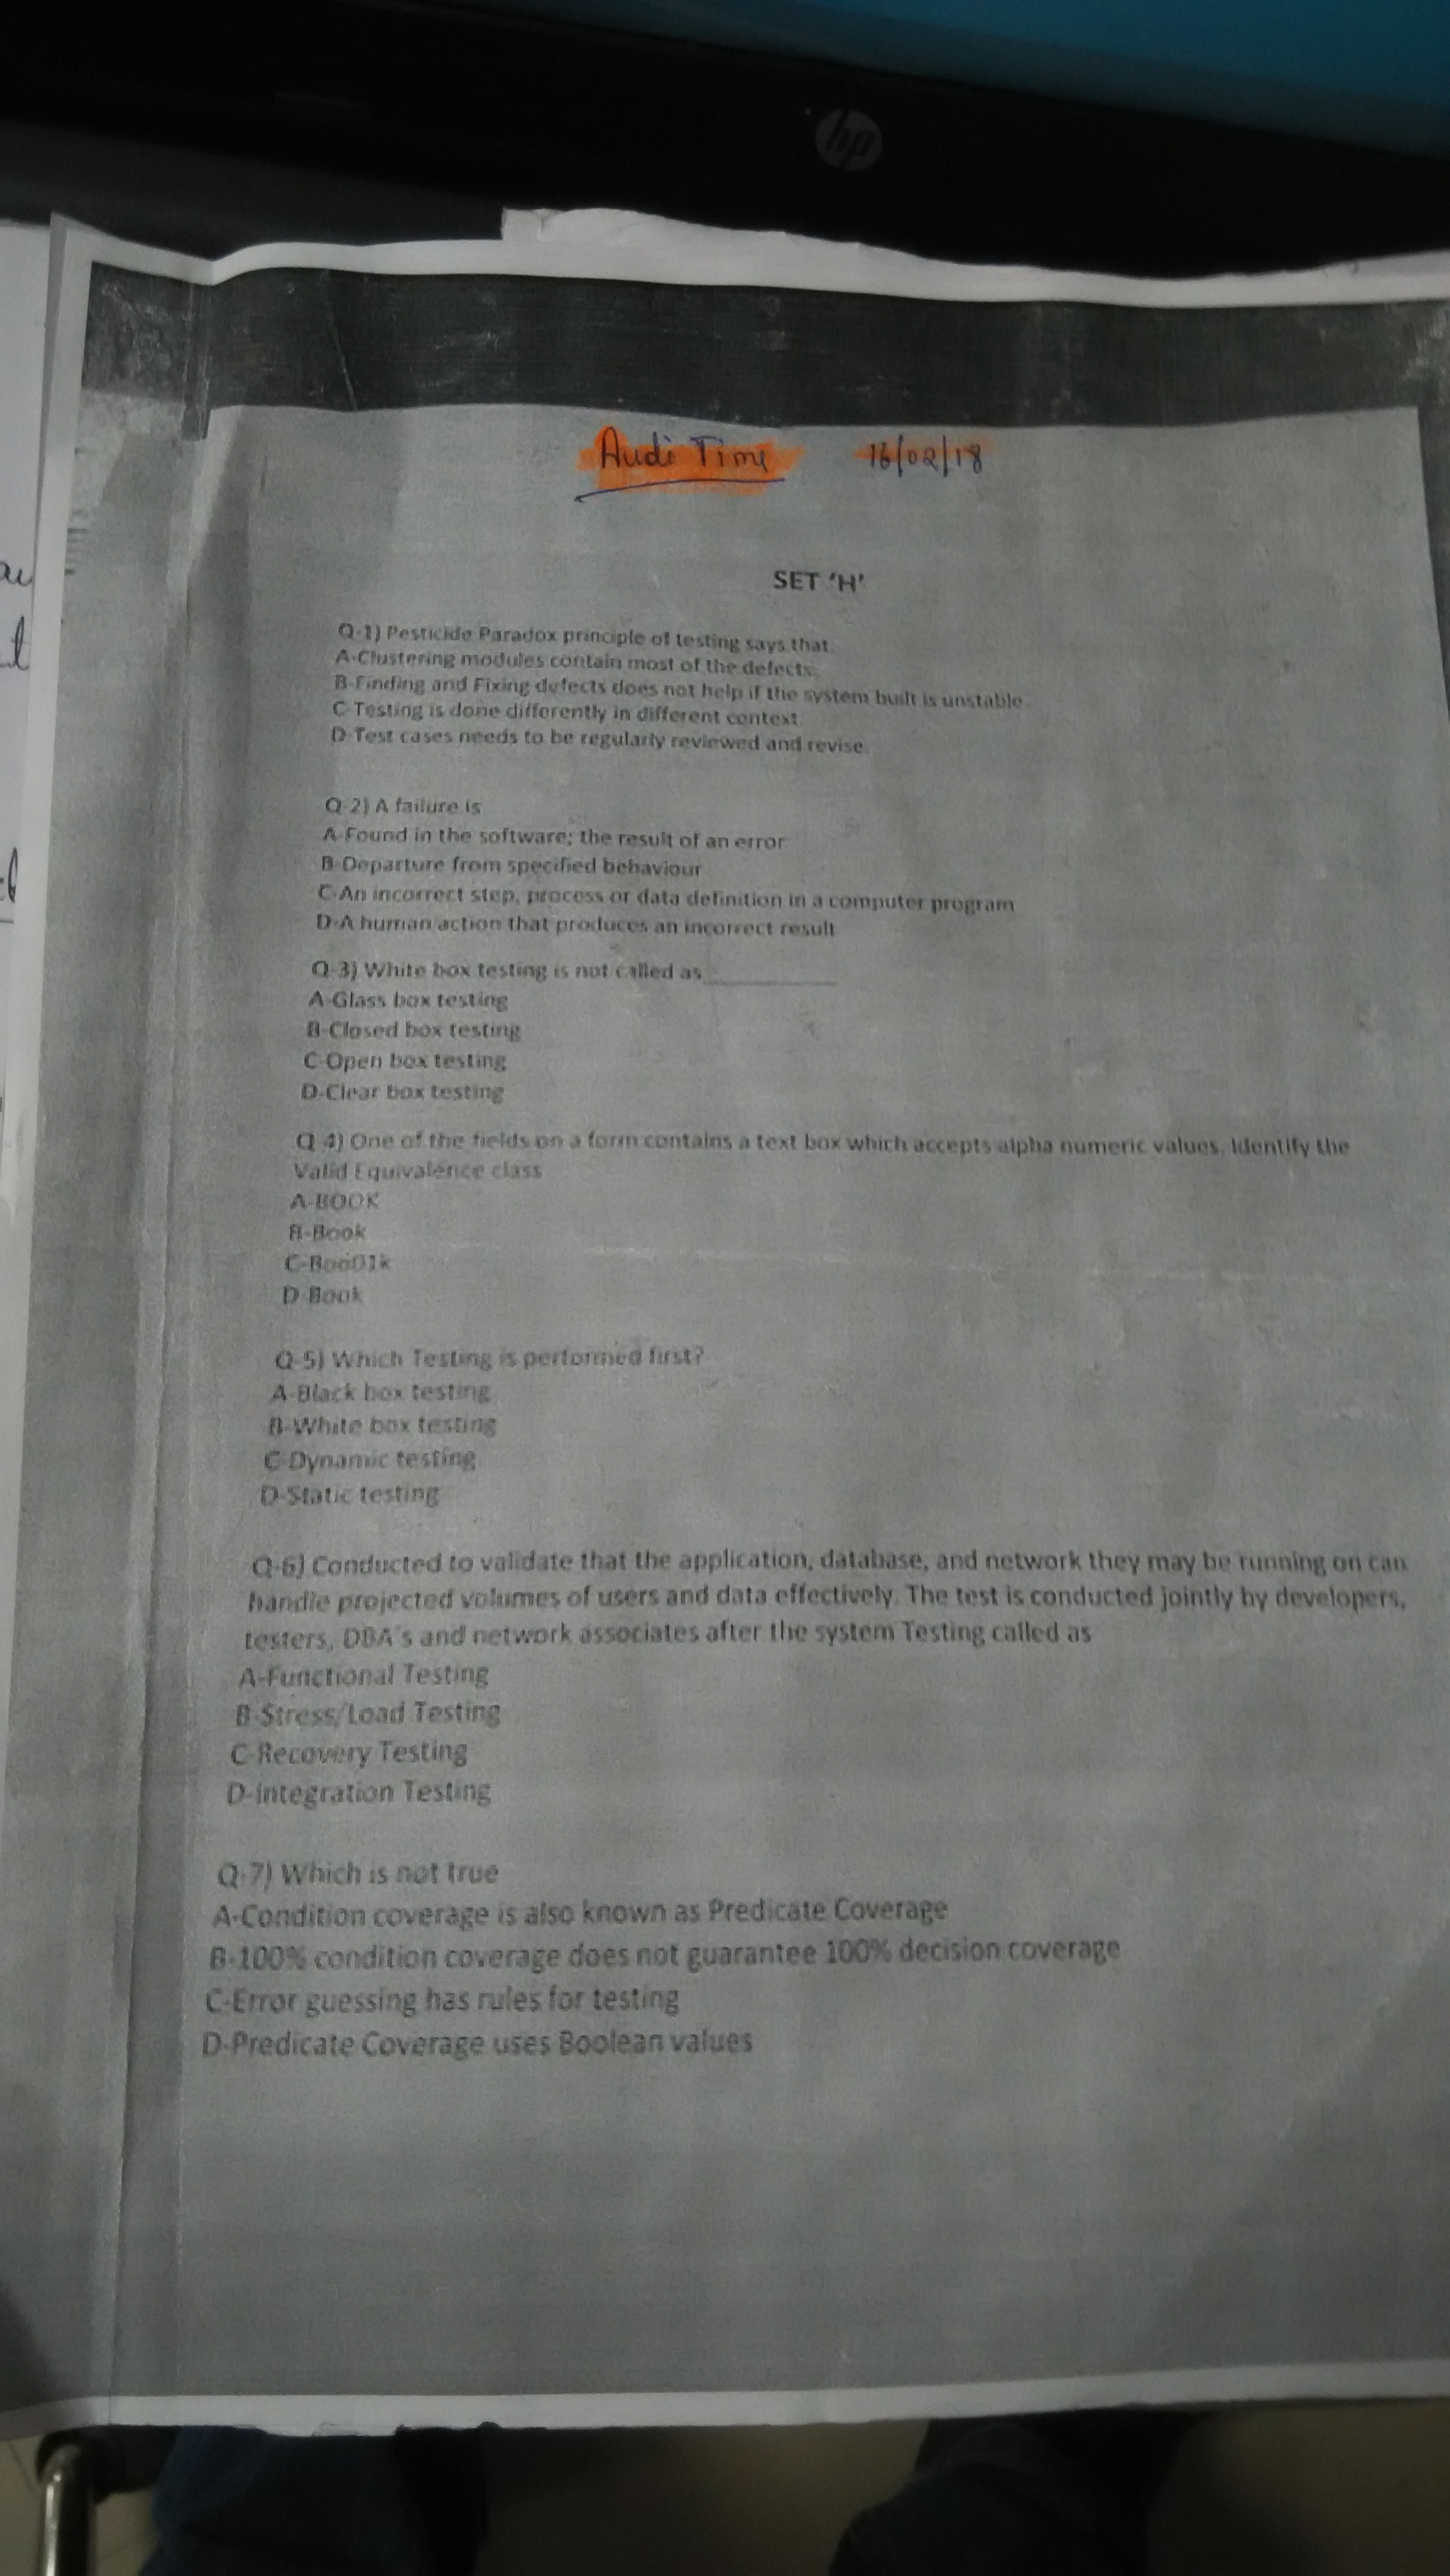 hp
Audi Time 16/02/18
SET 'H'
Q-1) Pesticide Paradox principle of testing says that.
A-Clustering modules contain most of the defects.
B-Finding and Fixing defects does not help if the system built is unstable
C-Testing is done differently in different context.
D-Test cases needs to be regularly reviewed and revise.
Q-2) A failure is
A-Found in the software; the result of an error
B-Departure from specified behaviour
C-An incorrect step, process or data definition in a computer program
D-A human action that produces an incorrect result
Q-3) White box testing is not called as__________
A-Glass box testing
B-Closed box testing
C-Open box testing
D-Clear box testing
Q-4) One of the fields on a form contains a text box which accepts alpha numeric values. Identify the
Valid Equivalence class
A-BOOK
B-Book
C-Boo01k
D-Book
Q-5) Which Testing is performed first?
A-Black box testing
B-White box testing
C-Dynamic testing
D-Static testing
Q-6) Conducted to validate that the application, database, and network they may be running on can
handle projected volumes of users and data effectively. The test is conducted jointly by developers,
testers, DBA's and network associates after the system Testing called as
A-Functional Testing
B-Stress/Load Testing
C-Recovery Testing
D-Integration Testing
Q-7) Which is not true
A-Condition coverage is also known as Predicate Coverage
B-100% condition coverage does not guarantee 100% decision coverage
C-Error guessing has rules for testing
D-Predicate Coverage uses Boolean values